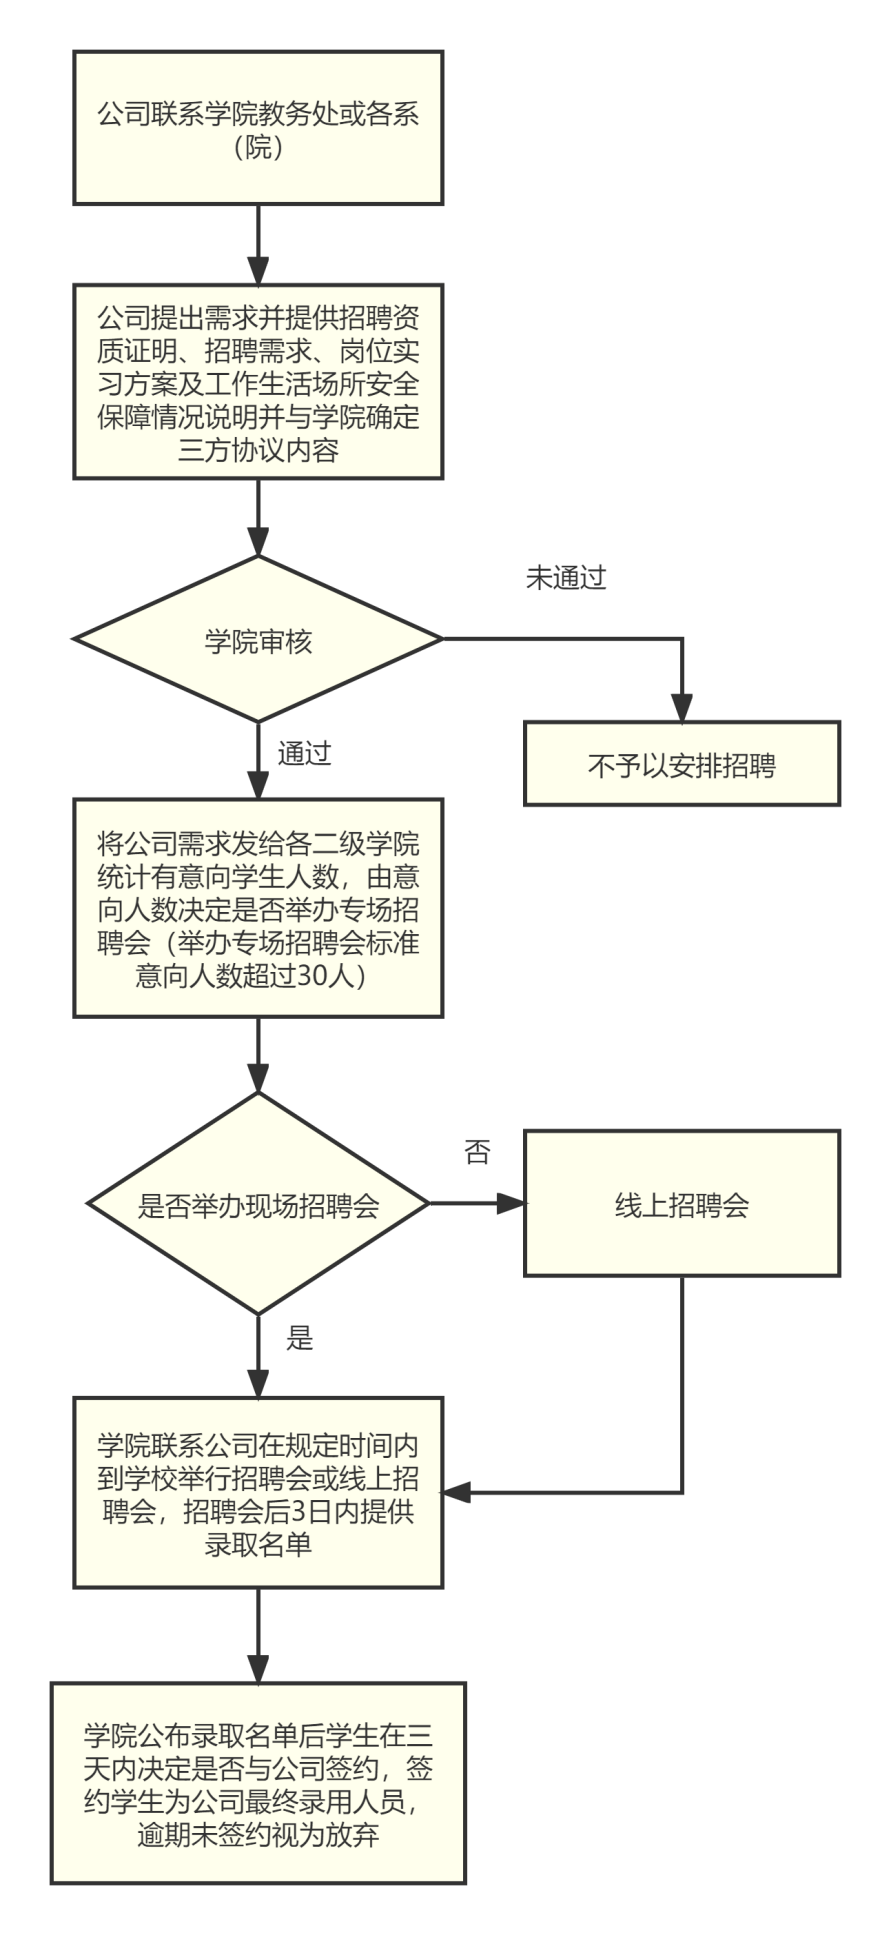 公司联系学院教务处或各系
（院）
公司提出需求并提供招聘资
质证明、招聘需求、岗位实
习方案及工作生活场所安全
保障情况说明并与学院确定
三方协议内容
学院审核
未通过
不予以安排招聘
通过
将公司需求发给各二级学院
统计有意向学生人数，由意
向人数决定是否举办专场招
聘会（举办专场招聘会标准
意向人数超过30人）
是否举办现场招聘会
否
线上招聘会
是
学院联系公司在规定时间内
到学校举行招聘会或线上招
聘会，招聘会后3日内提供
录取名单
学院公布录取名单后学生在三
天内决定是否与公司签约，签
约学生为公司最终录用人员，
逾期未签约视为放弃